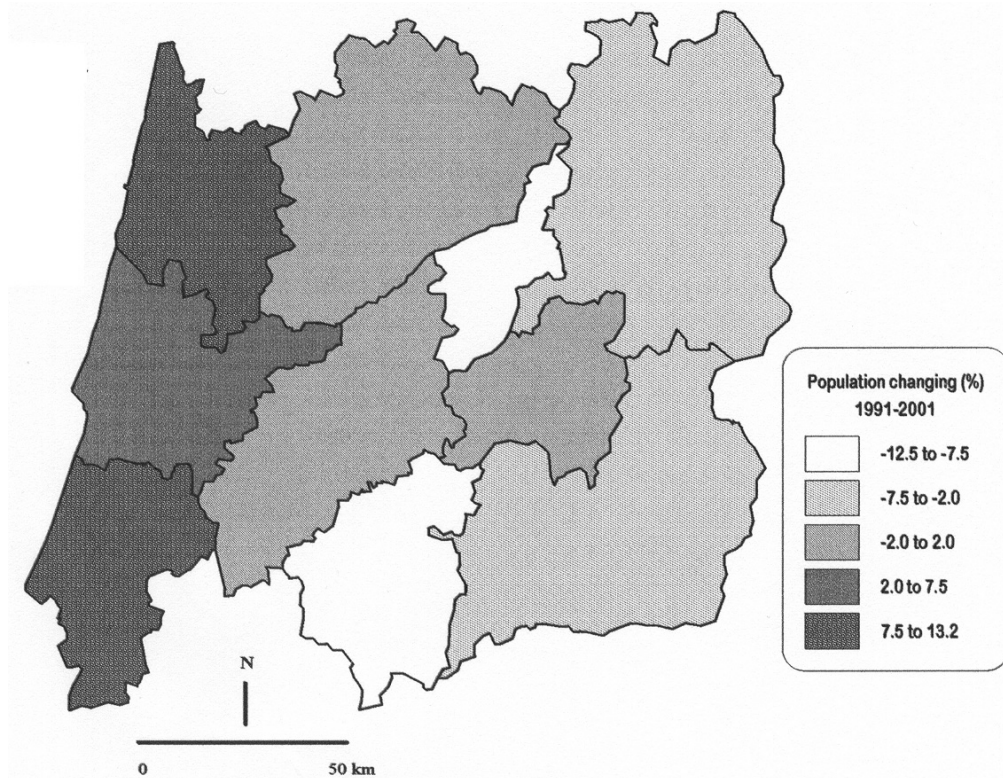 Population changing (%)
1991-2001
-12.5 to -7.5
-7.5 to -2.0
-2.0 to 2.0
2.0 to 7.5
7.5 to 13.2
N
0 50 km